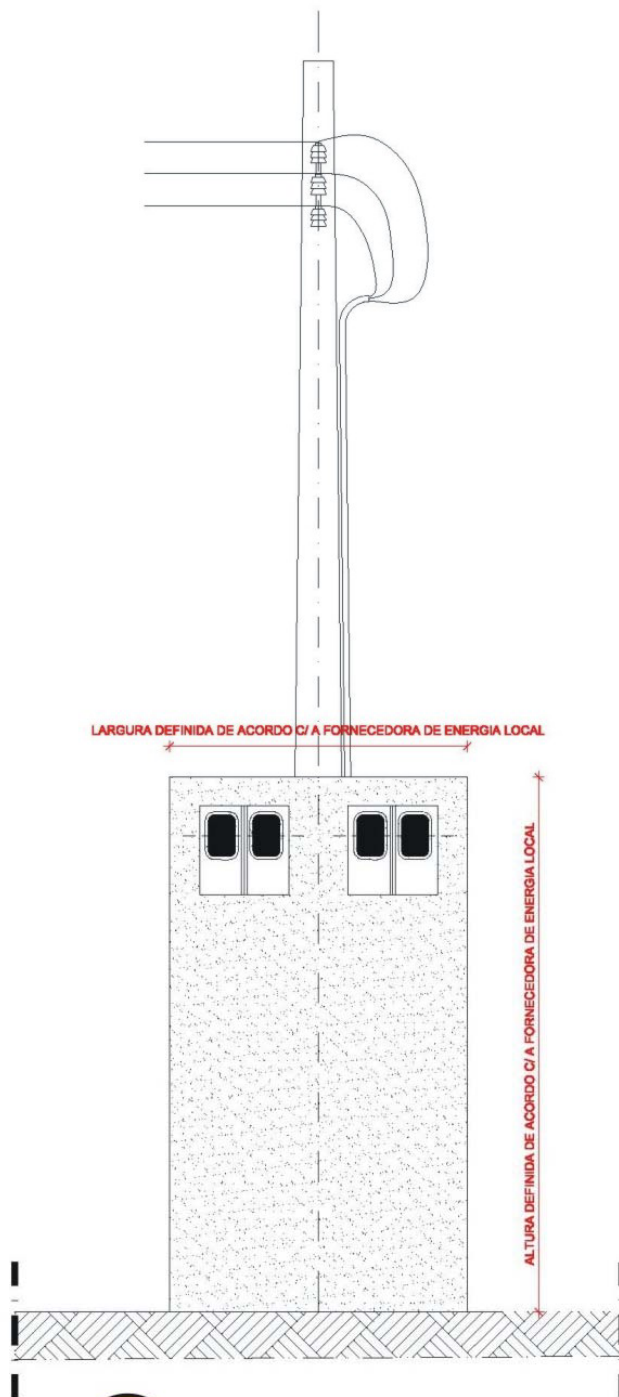 LARGURA DEFINIDA DE ACORDO C/ A FORNECEDORA DE ENERGIA LOCAL
ALTURA DEFINIDA DE ACORDO C/ A FORNECEDORA DE ENERGIA LOCAL